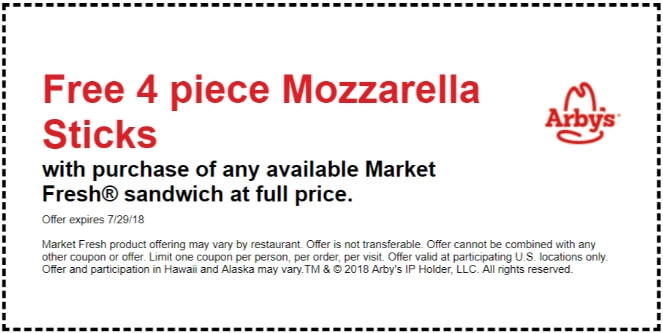 Free 4 piece Mozzarella
Sticks
Arby's
with purchase of any available Market
Fresh® sandwich at full price.
Offer expires 7/29/18
Market Fresh product offering may vary by restaurant. Offer is not transferable. Offer cannot be combined with any
other coupon or offer. Limit one coupon per person, per order, per visit. Offer valid at participating U.S. locations only.
Offer and participation in Hawaii and Alaska may vary.TM & © 2018 Arby's IP Holder, LLC. All rights reserved.